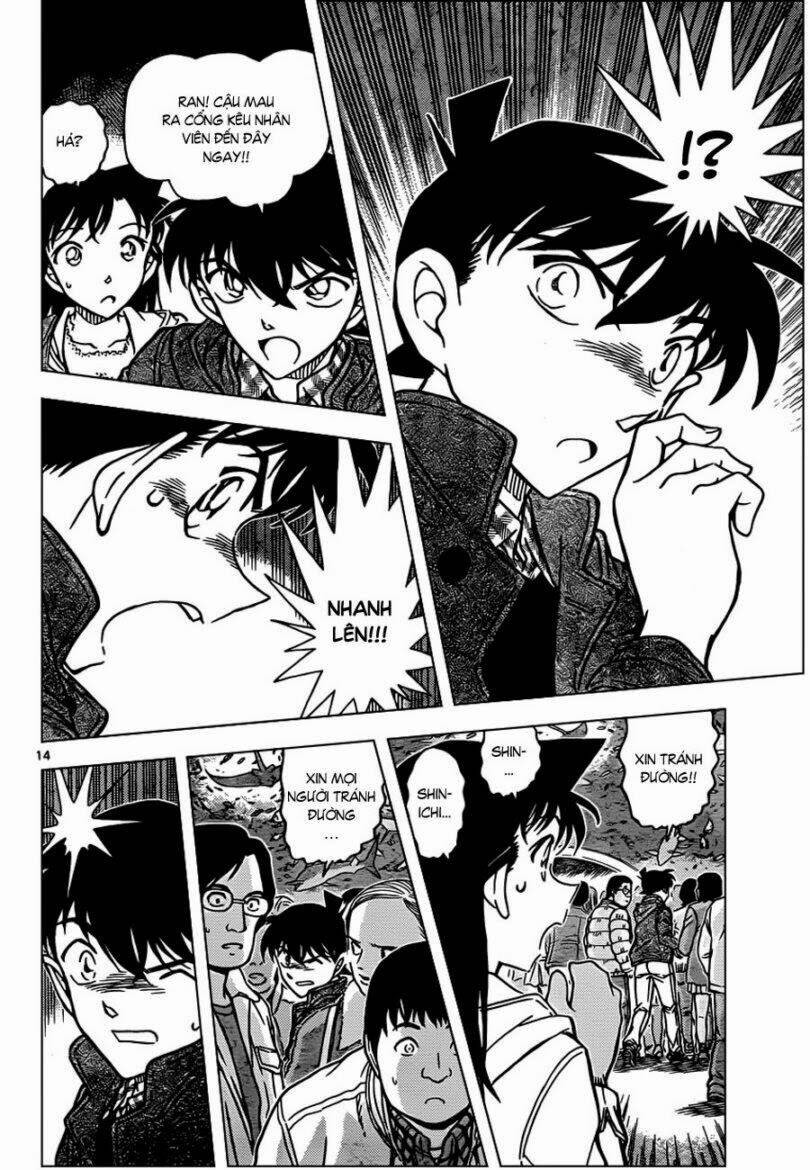 !?
RAN! CẬU MAU
RA CỔNG KÊU NHÂN
VIÊN ĐẾN ĐÂY
NGAY!!
HẢ?
NHANH
LÊN!!!
14
XIN TRÁNH
ĐƯỜNG!!
SHIN-
...
SHIN-
ICHI...
XIN MỌI
NGƯỜI TRÁNH
ĐƯỜNG
...